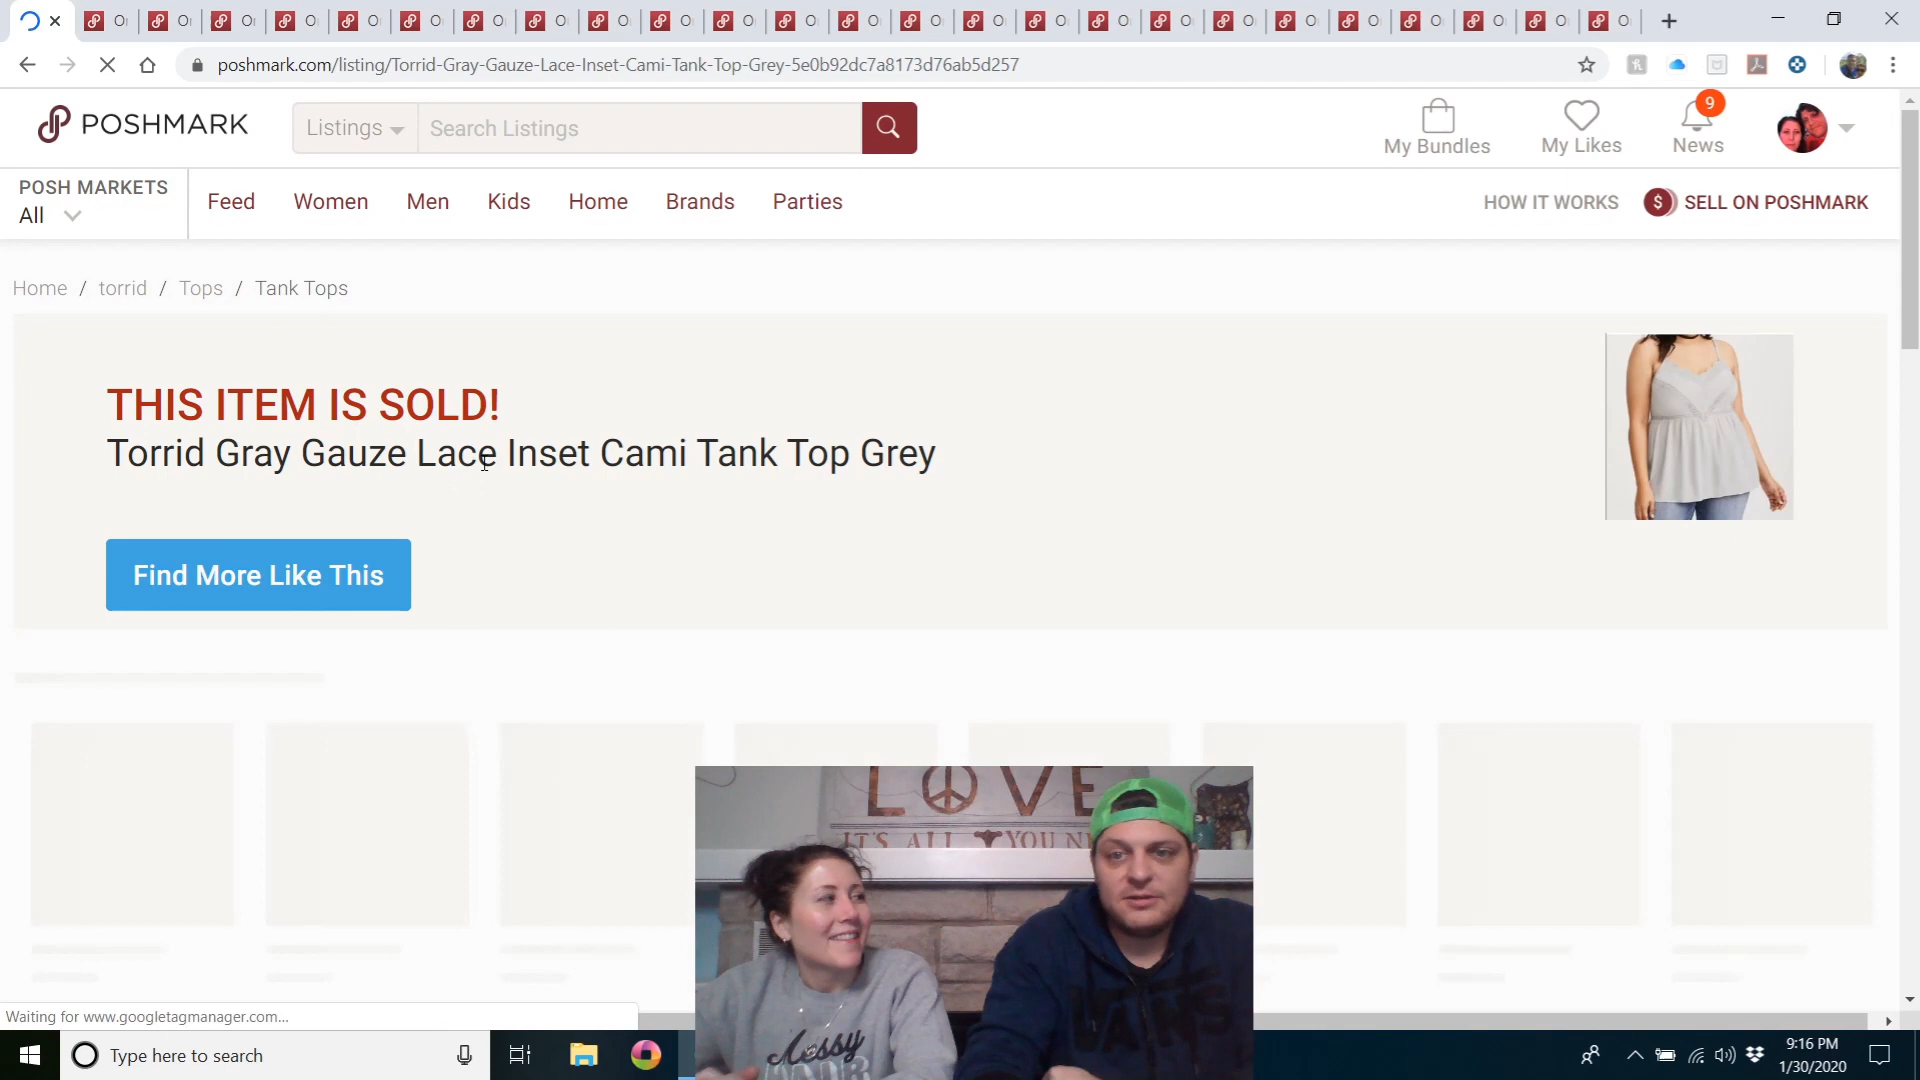 poshmark.com/listing/Torrid-Gray-Gauze-Lace-Inset-Cami-Tank-Top-Grey-5e0b92dc7a8173d76ab5d257
POSHMARK
Listings
Search Listings
9
My Bundles
My Likes
News
POSH MARKETS
All
Feed
Women
Men
Kids
Home
Brands
Parties
HOW IT WORKS
$ SELL ON POSHMARK
Home / torrid / Tops / Tank Tops
THIS ITEM IS SOLD!
Torrid Gray Gauze Lace Inset Cami Tank Top Grey
Find More Like This
LOVE
IT'S ALL YOU N
VANS
Messy
HAIR
Waiting for www.googletagmanager.com...
Type here to search
9:16 PM
1/30/2020